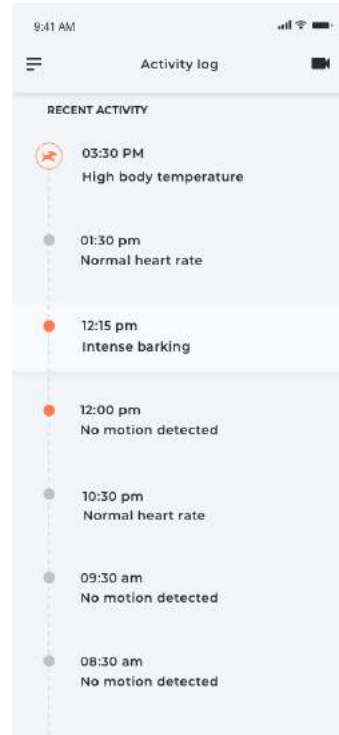 9:41 AM
Activity log
RECENT ACTIVITY
03:30 PM
High body temperature
01:30 pm
Normal heart rate
12:15 pm
Intense barking
12:00 pm
No motion detected
10:30 pm
Normal heart rate
09:30 am
No motion detected
08:30 am
No motion detected